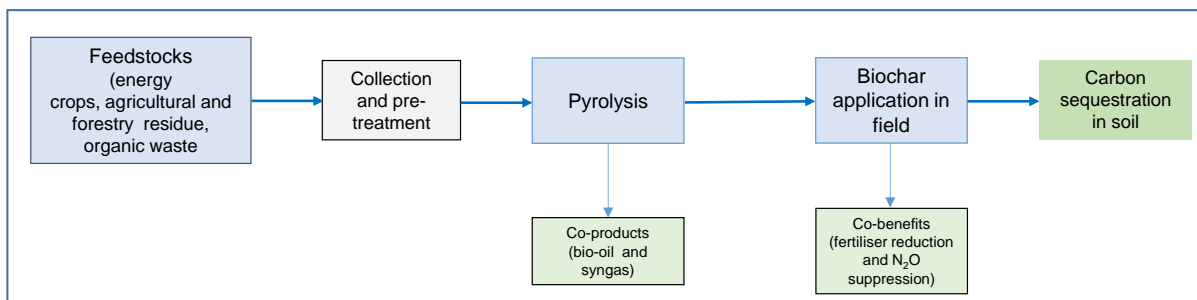 Feedstocks
(energy
crops, agricultural and
forestry residue,
organic waste
Collection
and pre-
treatment
Pyrolysis
Biochar
application in
field
Carbon
sequestration
in soil
Co-products
(bio-oil and
syngas)
Co-benefits
(fertiliser reduction
and N₂O
suppression)